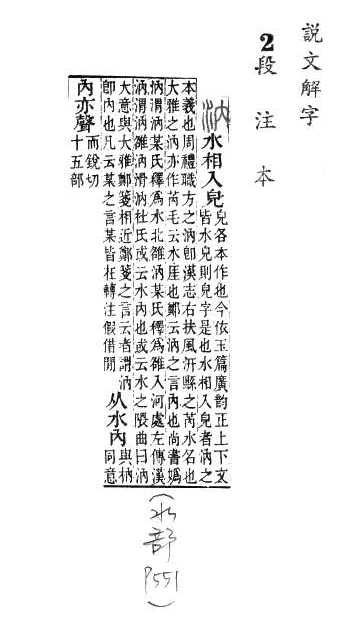 説文解字
2段注本
汭 水相入皃 皃各本作也今依玉篇廣韵正上下文
皆水皃則皃字是也水相入皃者汭之
本義也周禮職方之汭卽漢志右扶風汧縣之芮水名也
大雅之汭亦作芮毛云水厓也鄭云汭之言內也尚書嬀
汭渭汭某氏釋爲水北雒汭某氏釋爲雒入河處左傳漢
汭渭汭雒汭滑汭杜氏或云水內也或云水之隈曲曰汭
大意與大雅鄭箋相近鄭箋之言云者謂汭
卽內也凡云某之言某皆在轉注假借閒
从水內 與枘
同意
內亦聲 而銳切
十五部
(水部 P551)